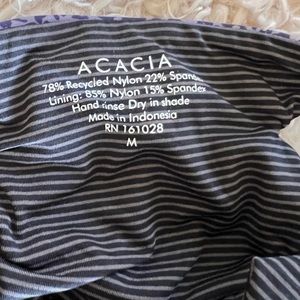 ACACIA
78% Recycled Nylon 22% Spandex
Lining: 85% Nylon 15% Spandex
Hand rinse Dry in shade
Made in Indonesia
RN 161028
M